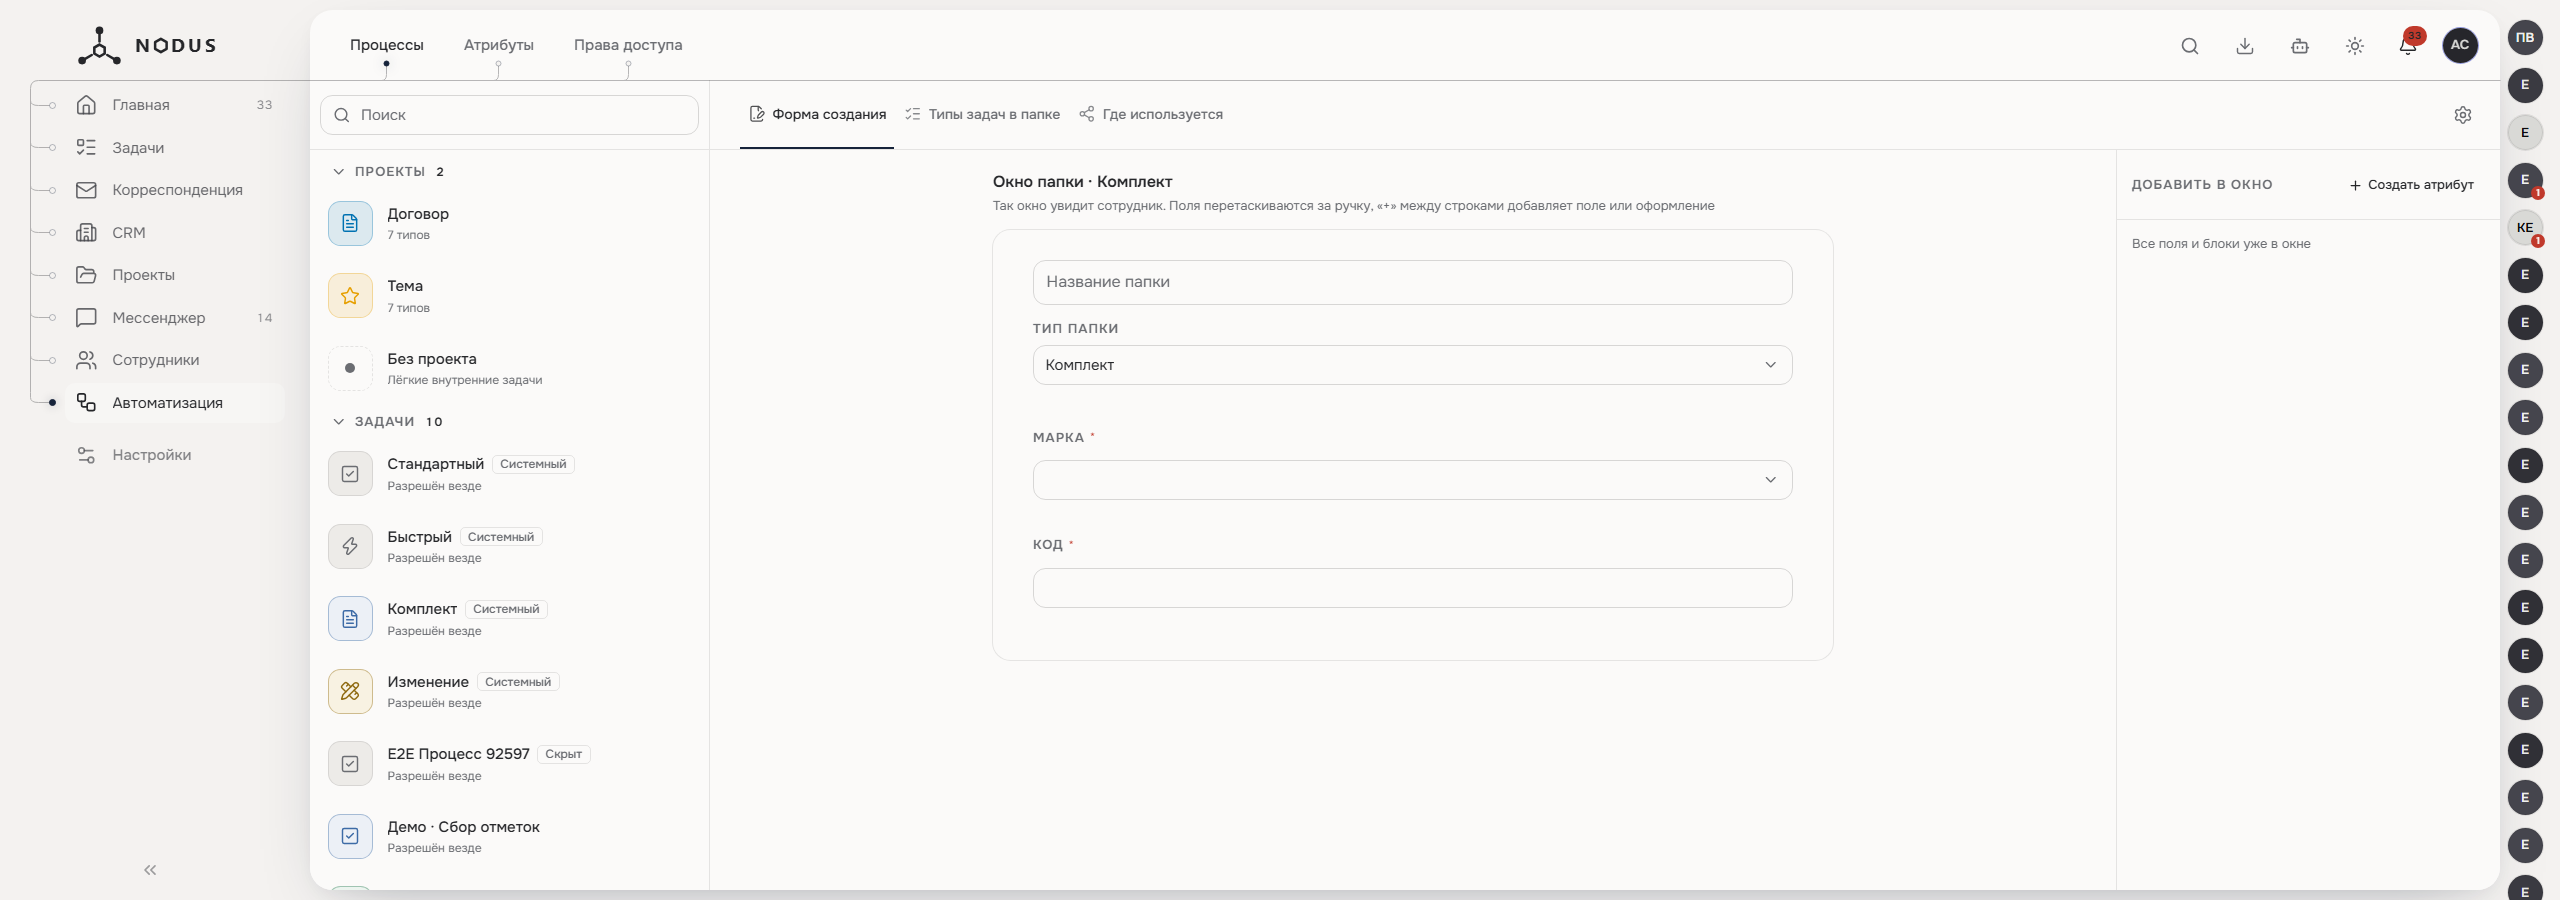 NODUS
Процессы
Атрибуты
Права доступа
33
АС
Главная 33
Задачи
Корреспонденция
CRM
Проекты
Мессенджер 14
Сотрудники
Автоматизация
Настройки
Поиск
ПРОЕКТЫ 2
Договор
7 типов
Тема
7 типов
Без проекта
Лёгкие внутренние задачи
ЗАДАЧИ 10
Стандартный Системный
Разрешён везде
Быстрый Системный
Разрешён везде
Комплект Системный
Разрешён везде
Изменение Системный
Разрешён везде
E2E Процесс 92597 Скрыт
Разрешён везде
Демо · Сбор отметок
Разрешён везде
Форма создания
Типы задач в папке
Где используется
Окно папки · Комплект
Так окно увидит сотрудник. Поля перетаскиваются за ручку, «+» между строками добавляет поле или оформление
Название папки
ТИП ПАПКИ
Комплект
МАРКА *
КОД *
ДОБАВИТЬ В ОКНО
+ Создать атрибут
Все поля и блоки уже в окне
ПВ
E
E
E
1
KE
1
E
E
E
E
E
E
E
E
E
E
E
E
E
E